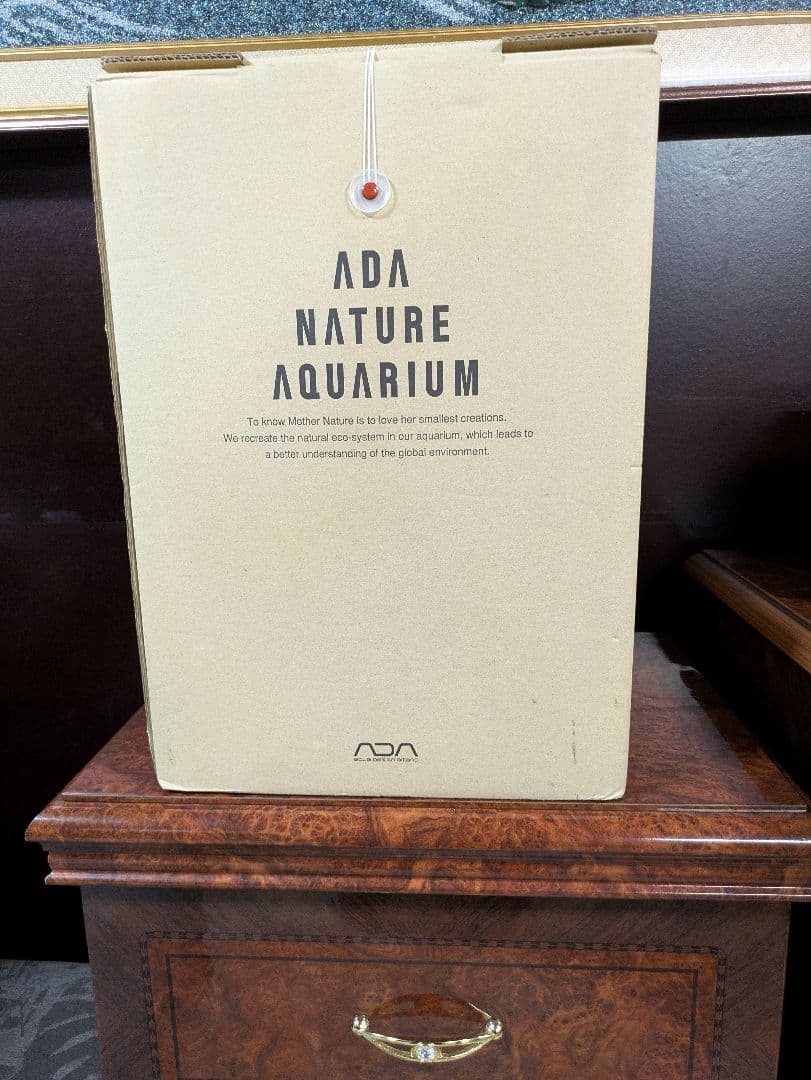 ADA
NATURE
AQUARIUM
To know Mother Nature is to love her smallest creations.
We recreate the natural eco-system in our aquarium, which leads to
a better understanding of the global environment.
ADA